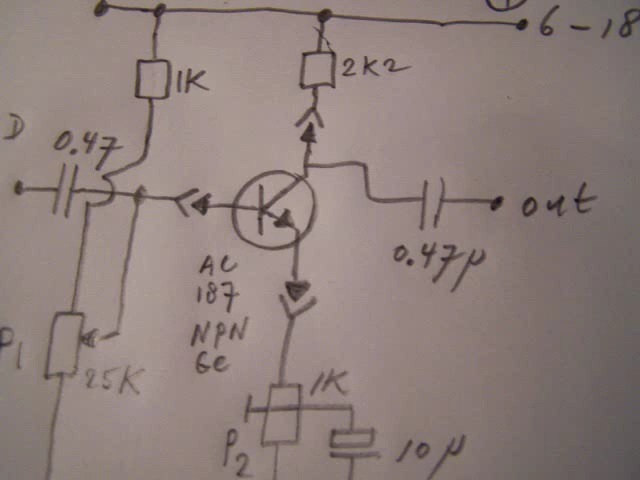 6-18
1K
2K2
D
0.47
out
0.47µ
AC
187
NPN
GE
P1
25K
1K
P2
10µ